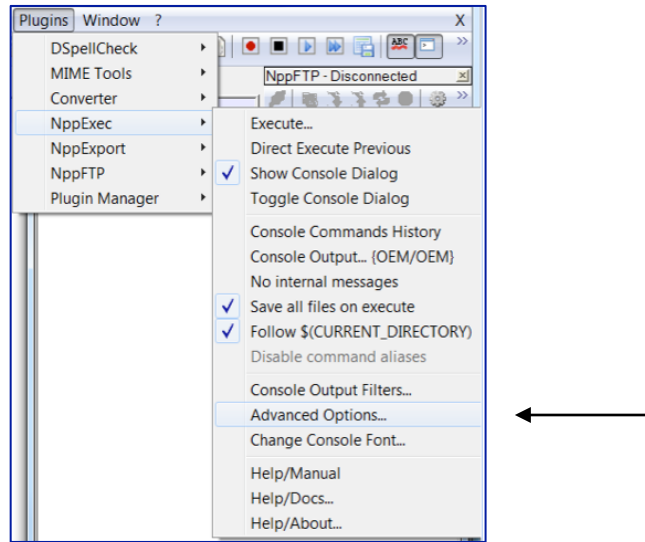 Plugins Window ? X
DSpellCheck
MIME Tools
Converter
NppExec
NppExport
NppFTP
Plugin Manager
ABC
NppFTP - Disconnected
Execute...
Direct Execute Previous
Show Console Dialog
Toggle Console Dialog
Console Commands History
Console Output... {OEM/OEM}
No internal messages
Save all files on execute
Follow $(CURRENT_DIRECTORY)
Disable command aliases
Console Output Filters...
Advanced Options...
Change Console Font...
Help/Manual
Help/Docs...
Help/About...